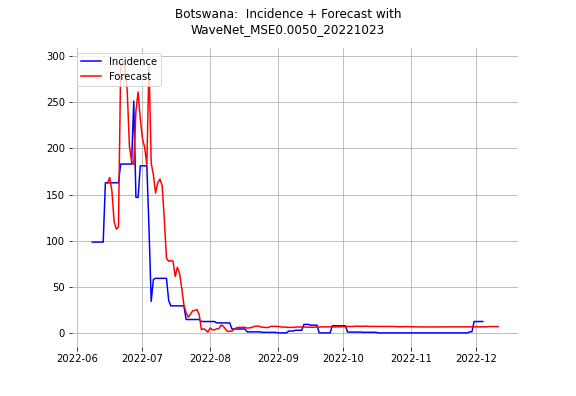 Botswana:  Incidence + Forecast with
WaveNet_MSE0.0050_20221023
Incidence
Forecast
300
250
200
150
100
50
0
2022-06 2022-07 2022-08 2022-09 2022-10 2022-11 2022-12